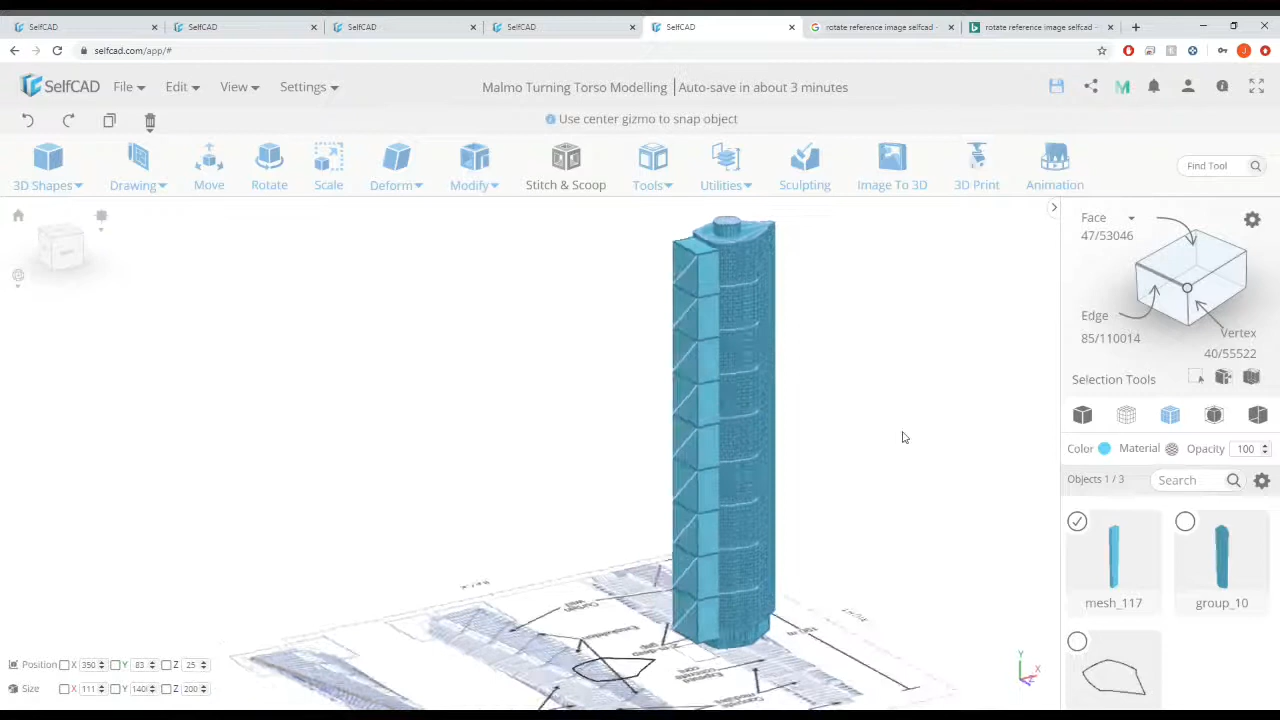 SelfCAD
SelfCAD
SelfCAD
SelfCAD
SelfCAD
rotate reference image selfcad -
rotate reference image selfcad -
selfcad.com/app/#
SelfCAD
File
Edit
View
Settings
Malmo Turning Torso Modelling
Auto-save in about 3 minutes
Use center gizmo to snap object
3D Shapes
Drawing
Move
Rotate
Scale
Deform
Modify
Stitch & Scoop
Tools
Utilities
Sculpting
Image To 3D
3D Print
Animation
Find Tool
Face
47/53046
Edge
85/110014
Vertex
40/55522
Selection Tools
Color
Material
Opacity
100
Objects 1 / 3
Search
mesh_117
group_10
Position X 350 Y 83 Z 25
Size X 111 Y 140 Z 200
Y
X
Z